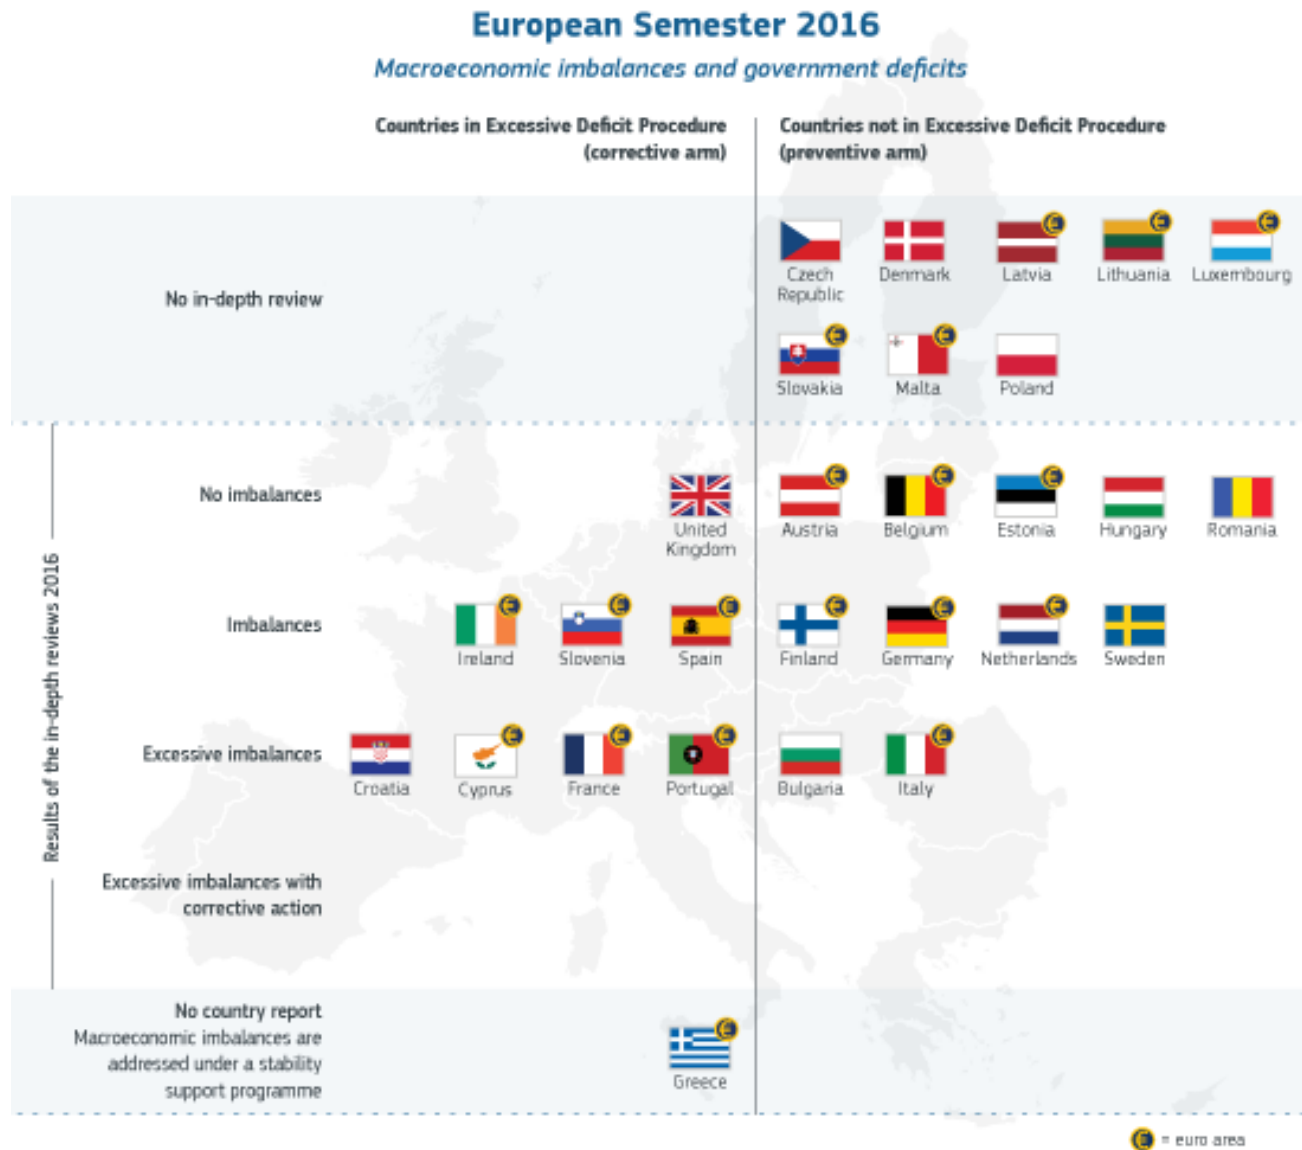 European Semester 2016
Macroeconomic imbalances and government deficits
Countries in Excessive Deficit Procedure
(corrective arm)
Countries not in Excessive Deficit Procedure
(preventive arm)
No in-depth review
Czech
Republic
Denmark
Latvia
Lithuania
Luxembourg
Slovakia
Malta
Poland
Results of the in-depth reviews 2016
No imbalances
United
Kingdom
Austria
Belgium
Estonia
Hungary
Romania
Imbalances
Ireland
Slovenia
Spain
Finland
Germany
Netherlands
Sweden
Excessive imbalances
Croatia
Cyprus
France
Portugal
Bulgaria
Italy
Excessive imbalances with
corrective action
No country report
Macroeconomic imbalances are
addressed under a stability
support programme
Greece
= euro area